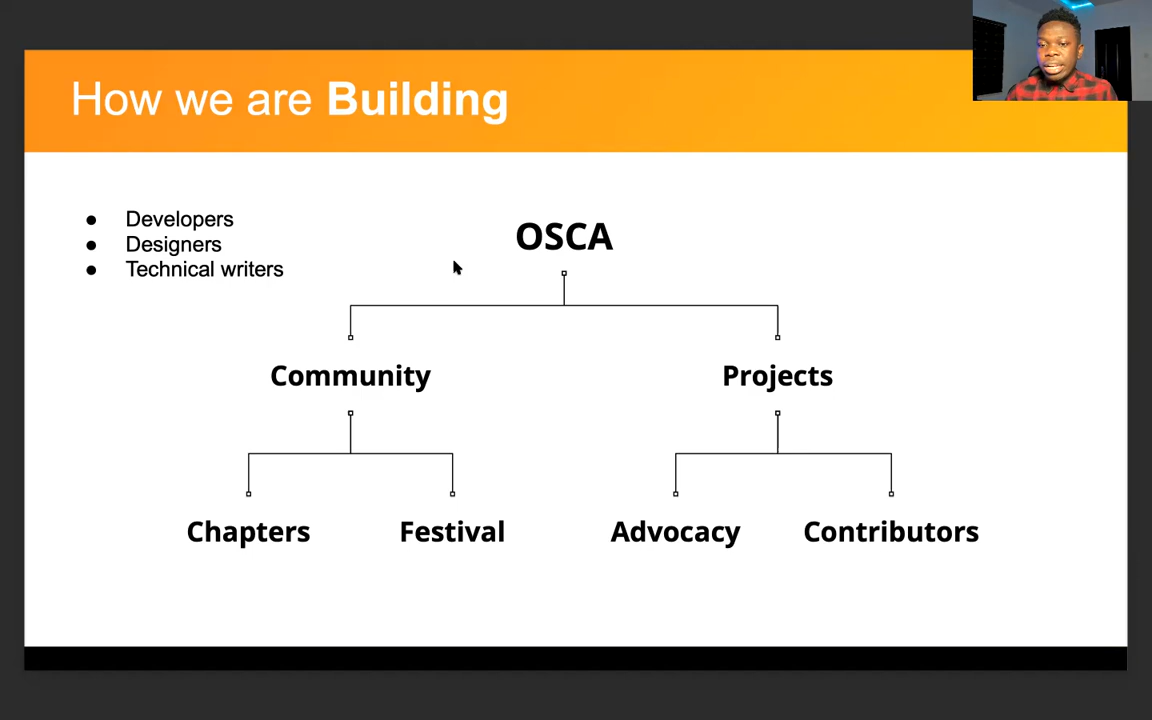 How we are Building
Developers
Designers
Technical writers
OSCA
Community
Projects
Chapters
Festival
Advocacy
Contributors